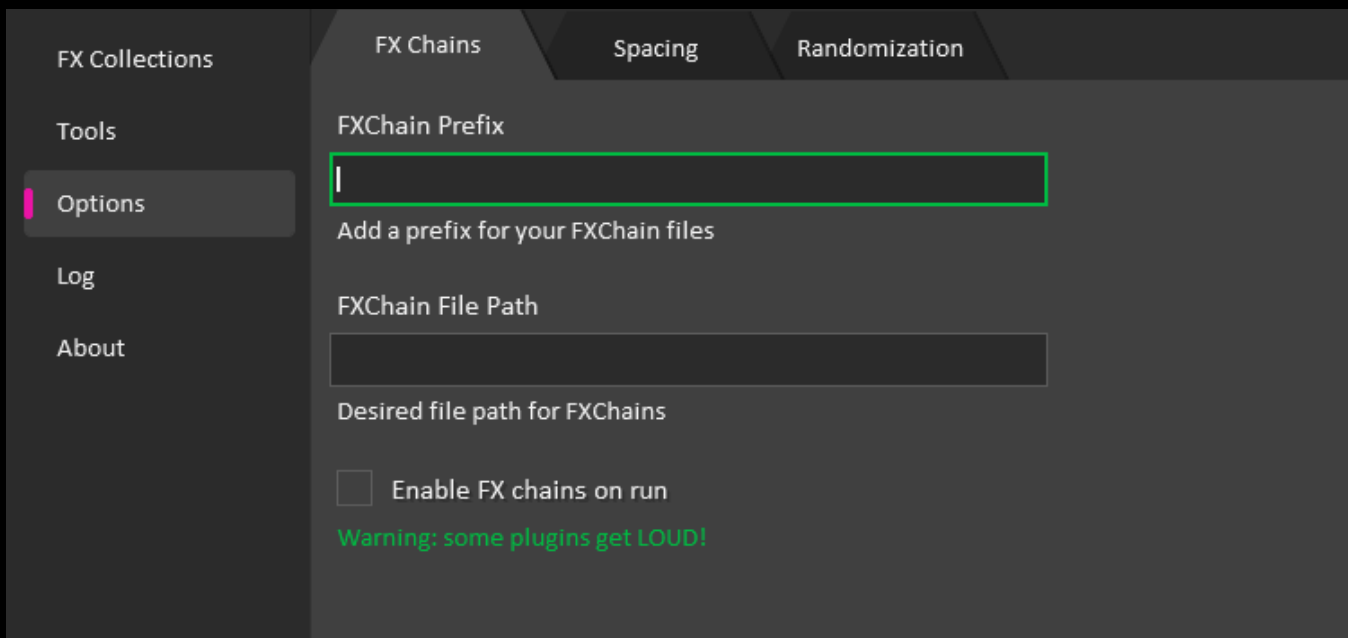 FX Collections
Tools
Options
Log
About
FX Chains
Spacing
Randomization
FXChain Prefix
Add a prefix for your FXChain files
FXChain File Path
Desired file path for FXChains
Enable FX chains on run
Warning: some plugins get LOUD!